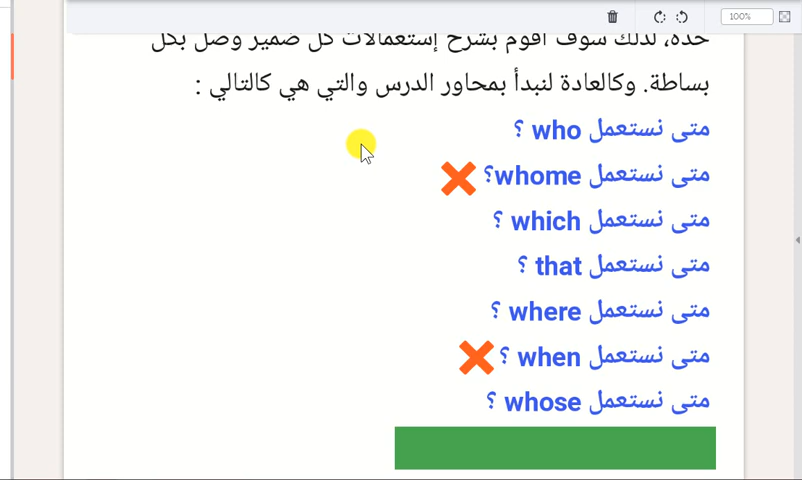 100%
حده، لذلك سوف أقوم بشرح إستعمالات كل ضمير وصل بكل
بساطة. وكالعادة لنبدأ بمحاور الدرس والتي هي كالتالي :
متى نستعمل who ؟
متى نستعمل whome؟
متى نستعمل which ؟
متى نستعمل that ؟
متى نستعمل where ؟
متى نستعمل when ؟
متى نستعمل whose ؟